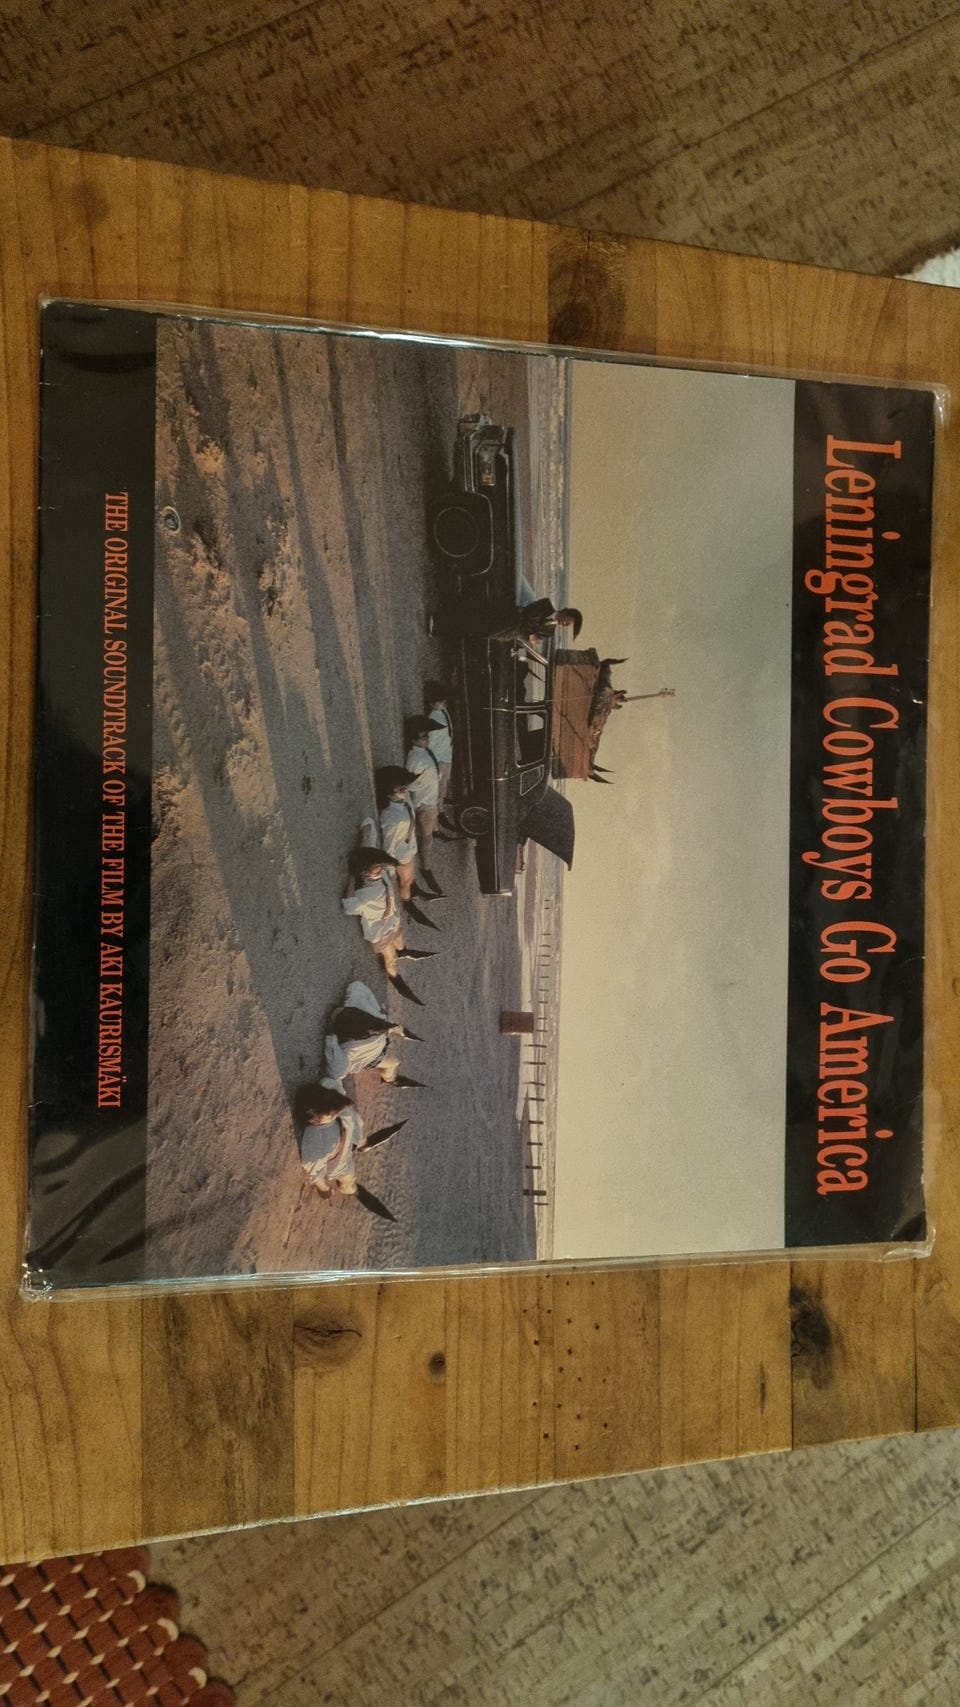 Leningrad Cowboys Go America
THE ORIGINAL SOUNDTRACK OF THE FILM BY AKI KAURISMÄKI